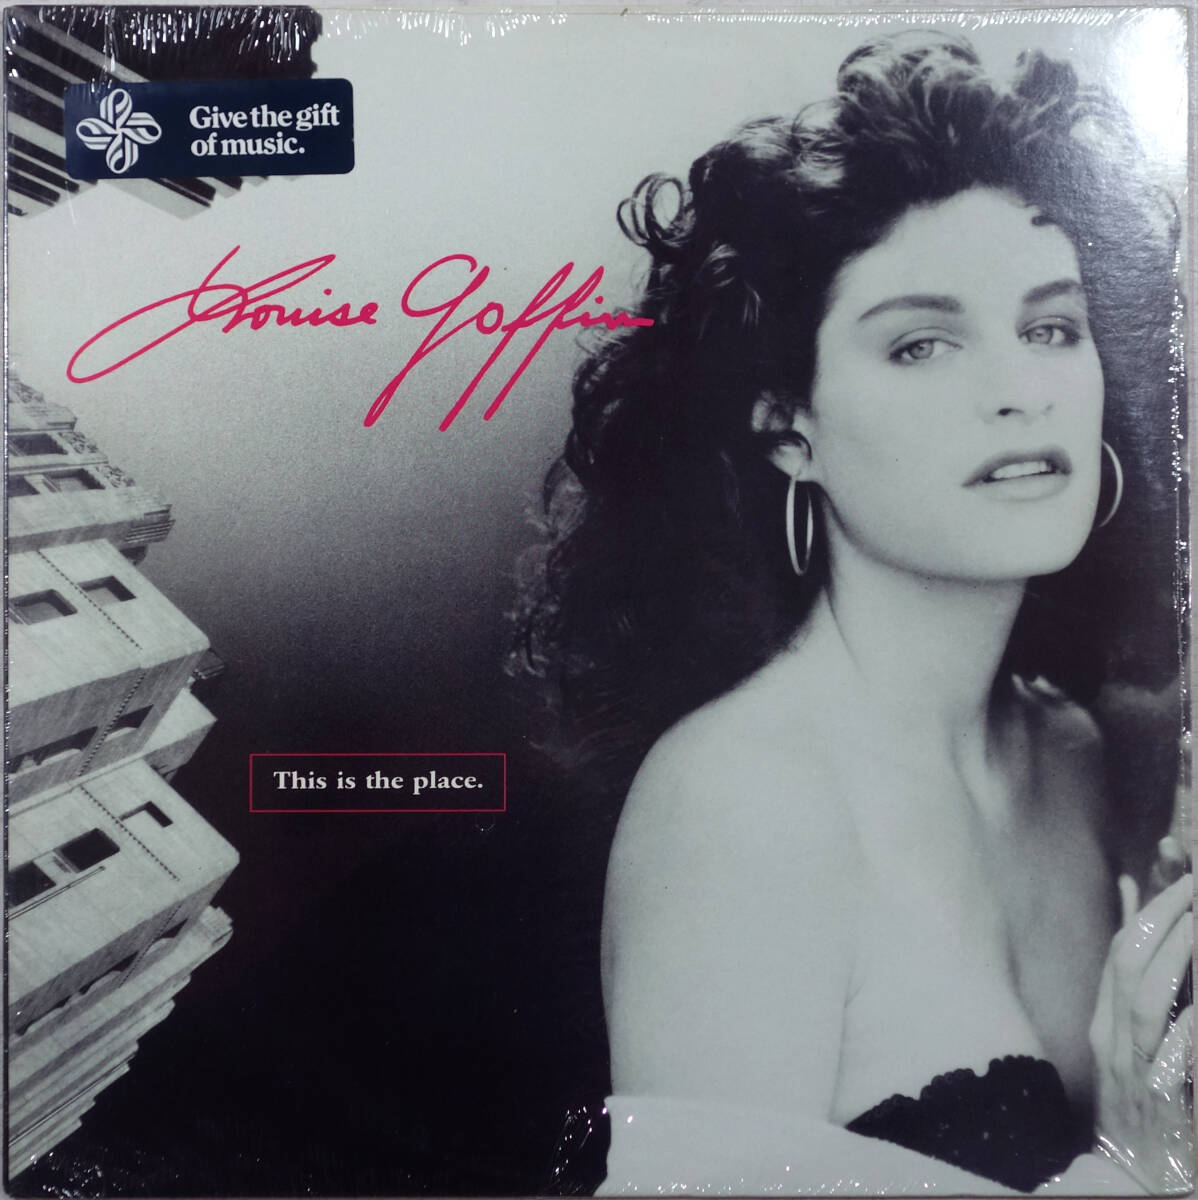 Give the gift
of music.
Louise Goffin
This is the place.